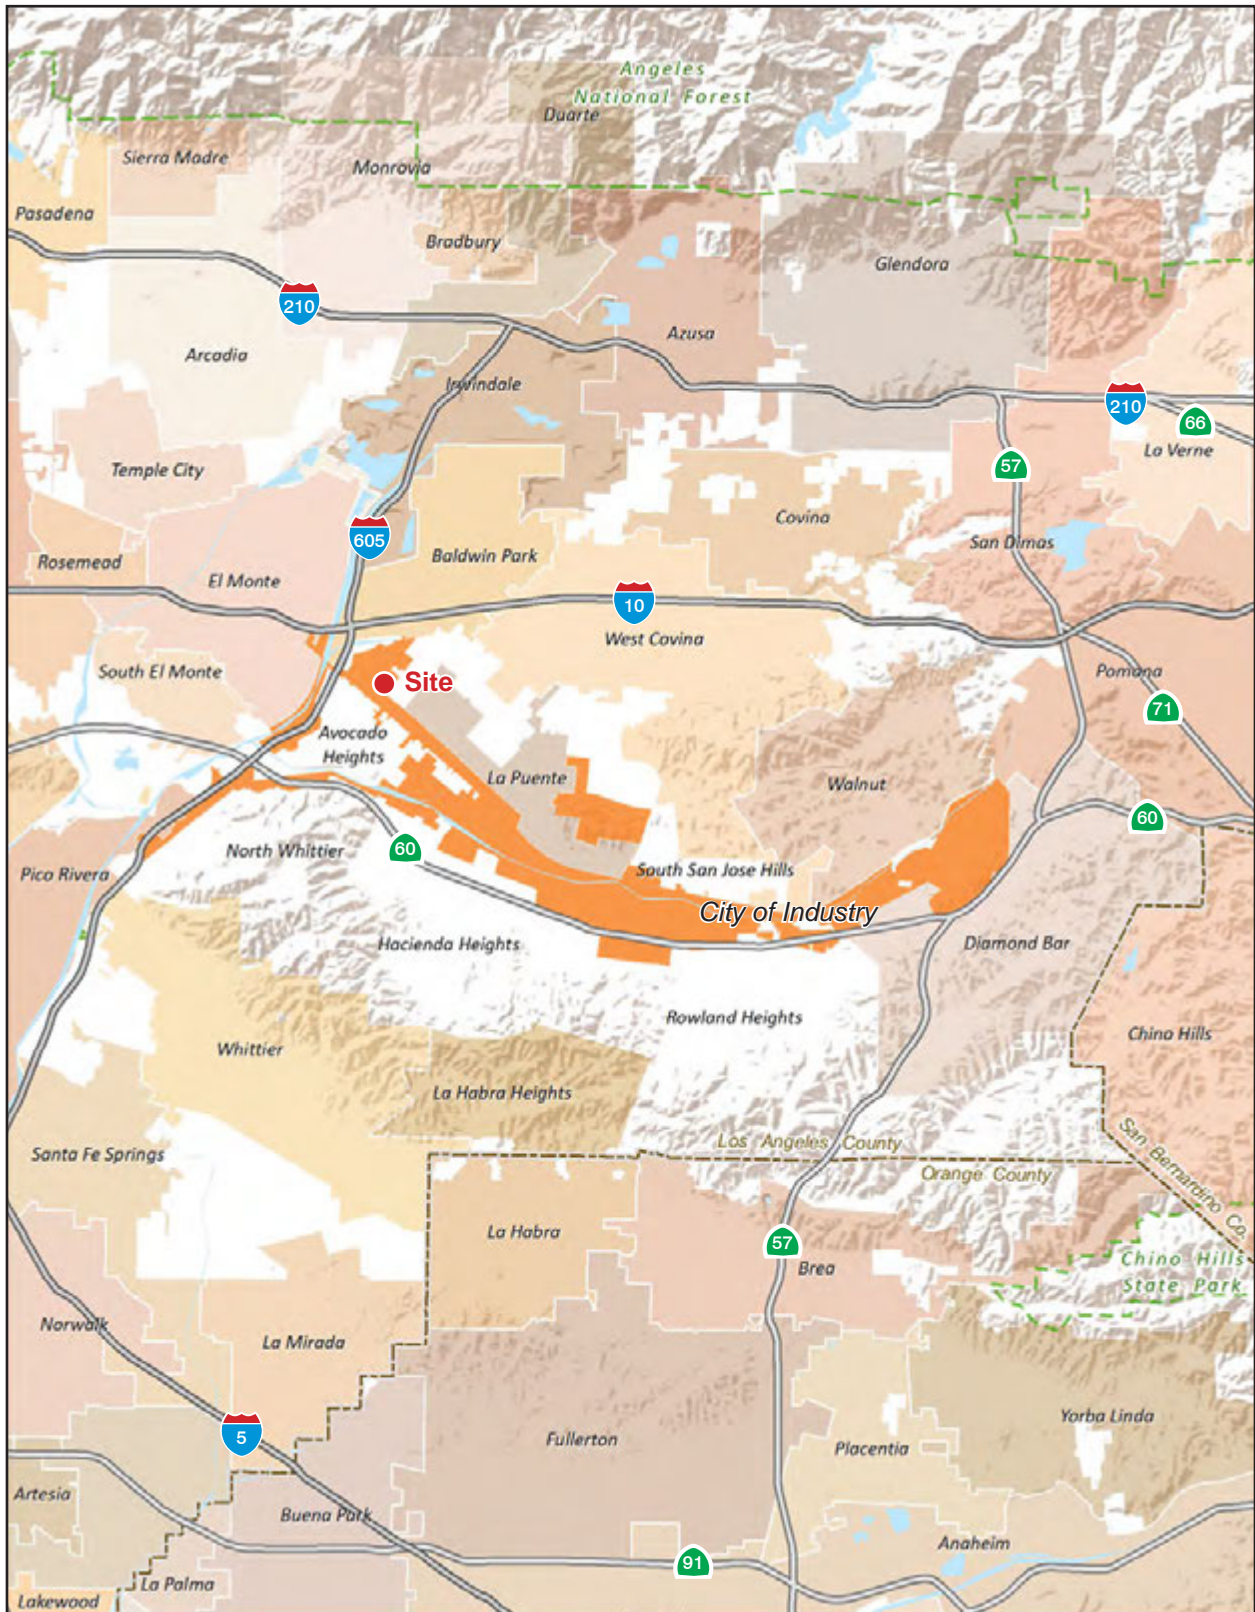 Angeles
National Forest
Duarte
Sierra Madre
Monrovia
Pasadena
Bradbury
Glendora
210
Azusa
Arcadia
Irwindale
210
66
La Verne
57
Temple City
Covina
605
San Dimas
Baldwin Park
Rosemead
El Monte
10
West Covina
South El Monte
Site
Pomona
71
Avocado
Heights
La Puente
Walnut
60
60
North Whittier
South San Jose Hills
Pico Rivera
City of Industry
Hacienda Heights
Diamond Bar
Rowland Heights
Chino Hills
Whittier
La Habra Heights
Los Angeles County
Santa Fe Springs
Orange County
San Bernardino Co.
La Habra
57
Brea
Chino Hills
State Park
Norwalk
La Mirada
5
Fullerton
Yorba Linda
Placentia
Artesia
Buena Park
Anaheim
91
La Palma
Lakewood